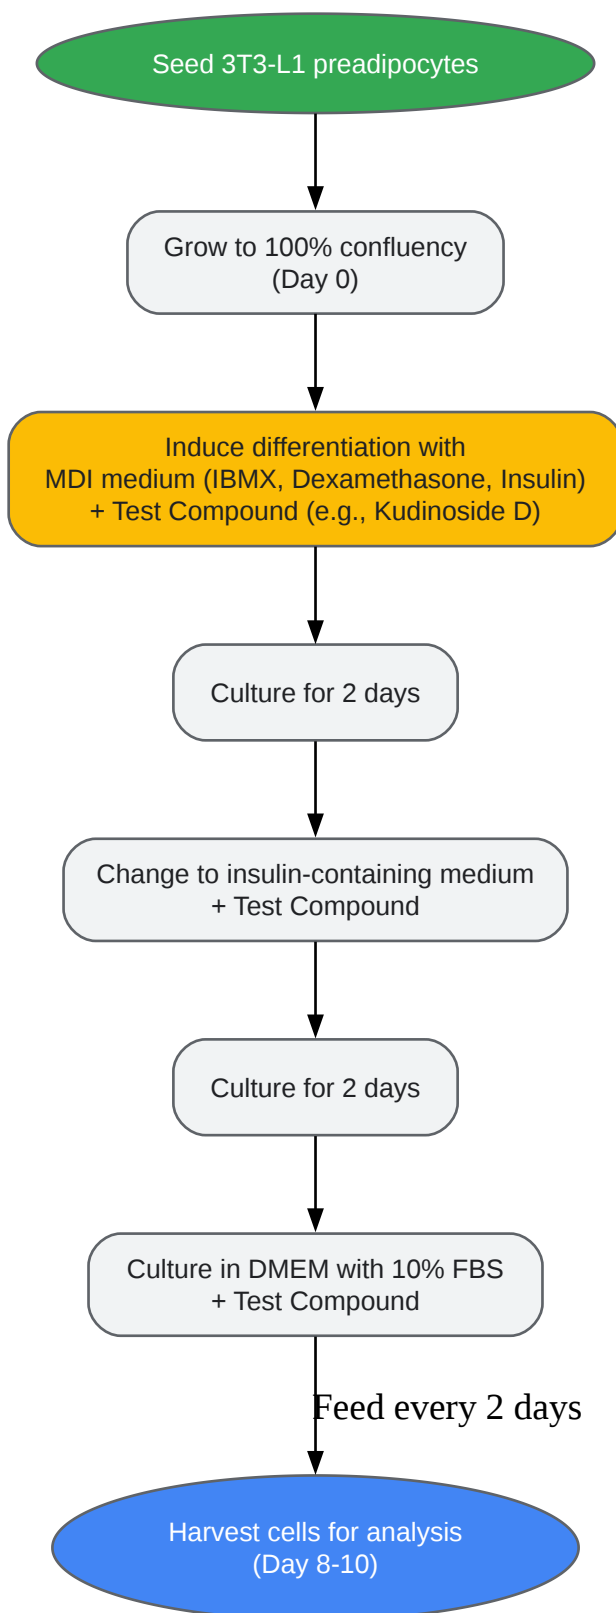 Seed 3T3-L1 preadipocytes
Grow to 100% confluency
(Day 0)
Induce differentiation with
MDI medium (IBMX, Dexamethasone, Insulin)
+ Test Compound (e.g., Kudinoside D)
Culture for 2 days
Change to insulin-containing medium
+ Test Compound
Culture for 2 days
Culture in DMEM with 10% FBS
+ Test Compound
Feed every 2 days
Harvest cells for analysis
(Day 8-10)